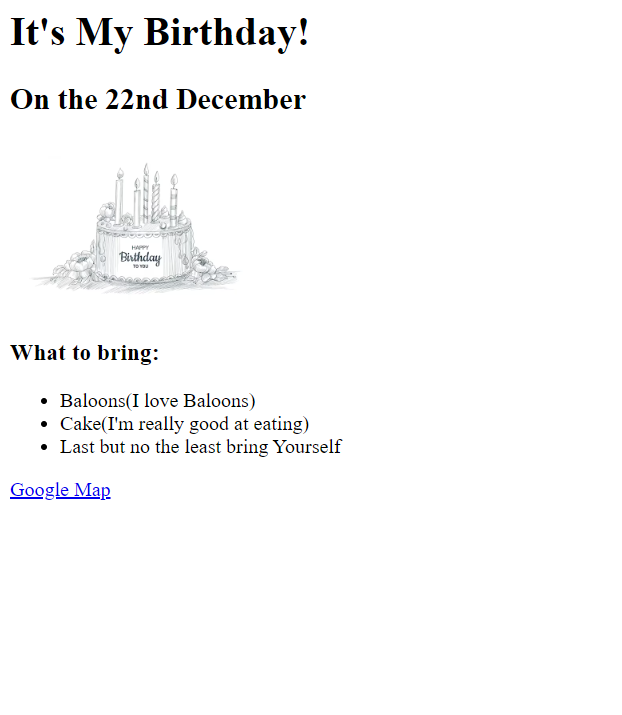 It's My Birthday!
On the 22nd December
HAPPY
Birthday
TO YOU
What to bring:
Baloons(I love Baloons)
Cake(I'm really good at eating)
Last but no the least bring Yourself
Google Map